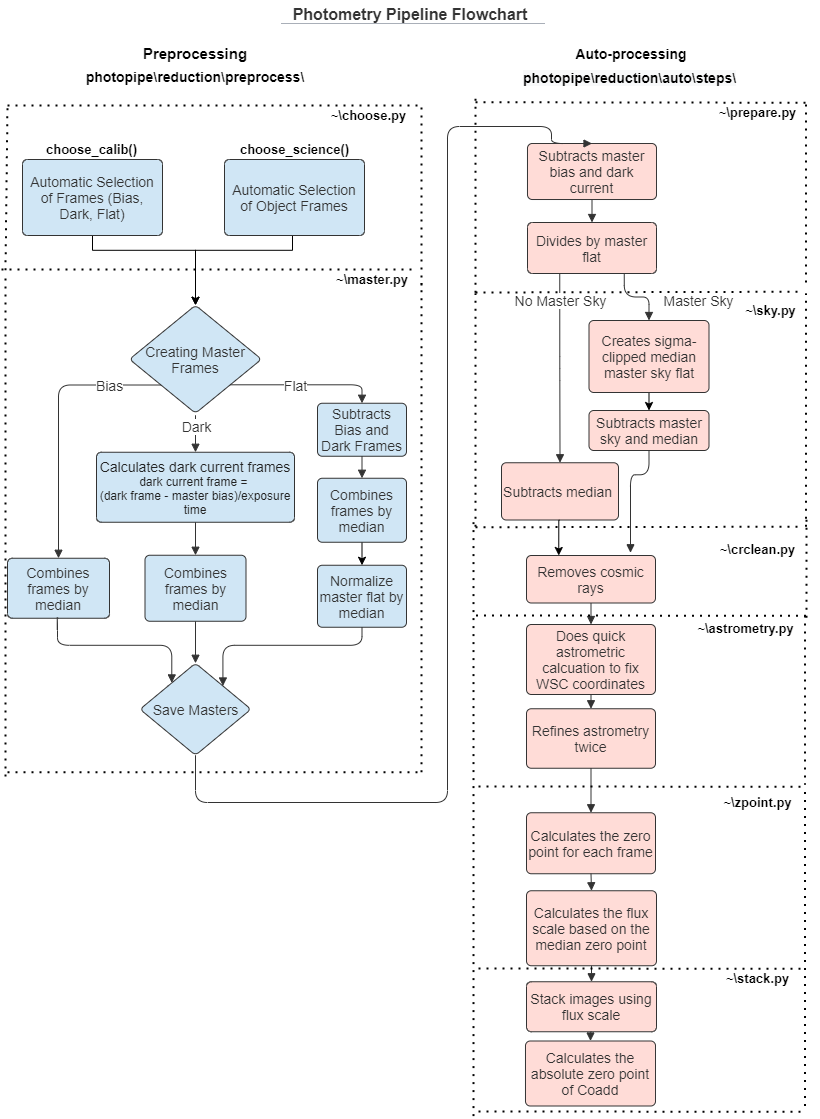 Photometry Pipeline Flowchart
Preprocessing
photopipe\reduction\preprocess\
~\choose.py
choose_calib()
Automatic Selection
of Frames (Bias,
Dark, Flat)
choose_science()
Automatic Selection
of Object Frames
~\master.py
Creating Master
Frames
Bias
Dark
Flat
Subtracts
Bias and
Dark Frames
Calculates dark current frames
dark current frame =
(dark frame - master bias)/exposure
time
Combines
frames by
median
Combines
frames by
median
Combines
frames by
median
Normalize
master flat by
median
Save Masters
Auto-processing
photopipe\reduction\auto\steps\
~\prepare.py
Subtracts master
bias and dark
current
Divides by master
flat
No Master Sky
Master Sky
~\sky.py
Creates sigma-
clipped median
master sky flat
Subtracts master
sky and median
Subtracts median
~\crclean.py
Removes cosmic
rays
~\astrometry.py
Does quick
astrometric
calcuation to fix
WSC coordinates
Refines astrometry
twice
~\zpoint.py
Calculates the zero
point for each frame
Calculates the flux
scale based on the
median zero point
~\stack.py
Stack images using
flux scale
Calculates the
absolute zero point
of Coadd